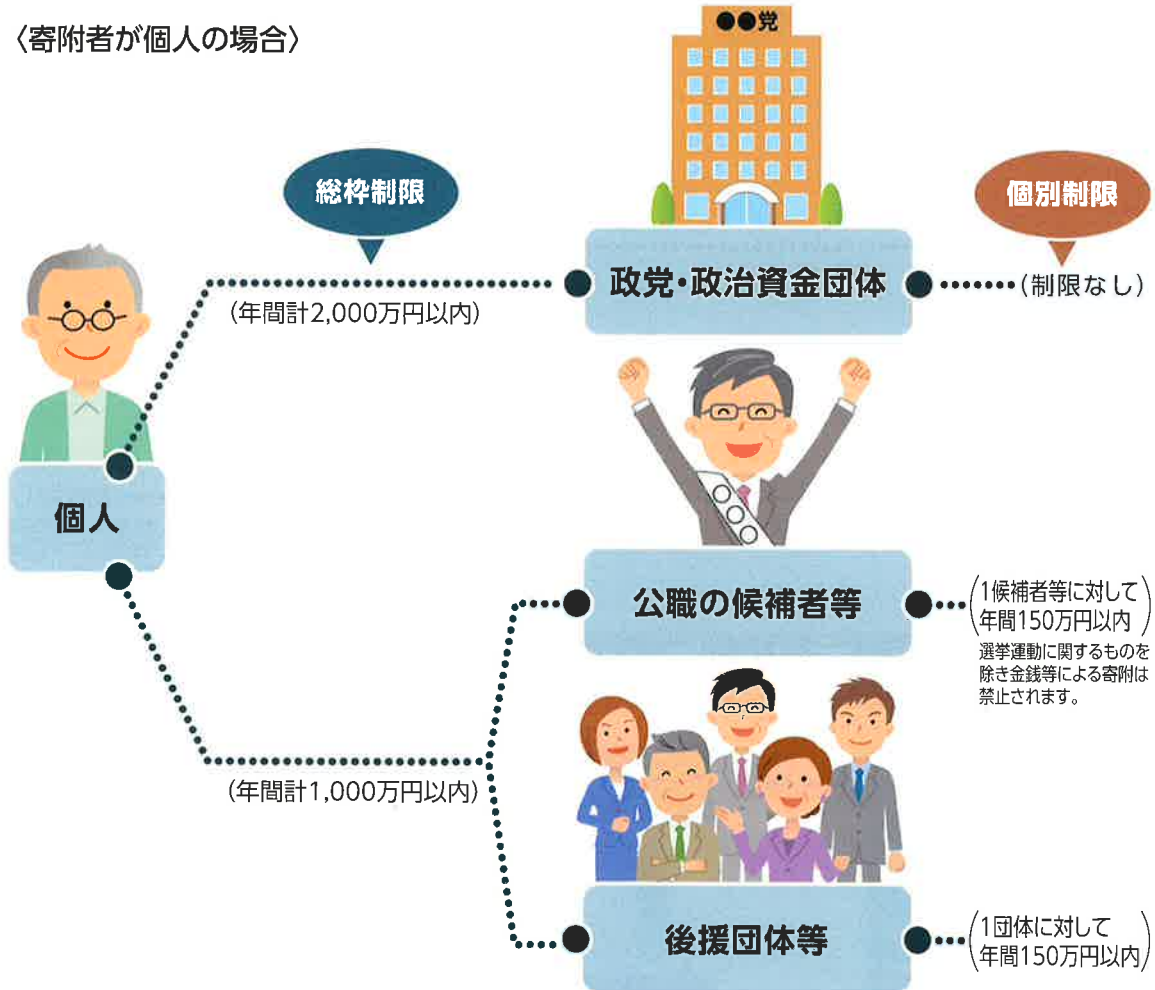 〈寄附者が個人の場合〉
●●党
総枠制限
個別制限
政党・政治資金団体
(年間計2,000万円以内)
(制限なし)
個人
公職の候補者等
(1候補者等に対して
年間150万円以内)
選挙運動に関するものを
除き金銭等による寄附は
禁止されます。
(年間計1,000万円以内)
後援団体等
(1団体に対して
年間150万円以内)